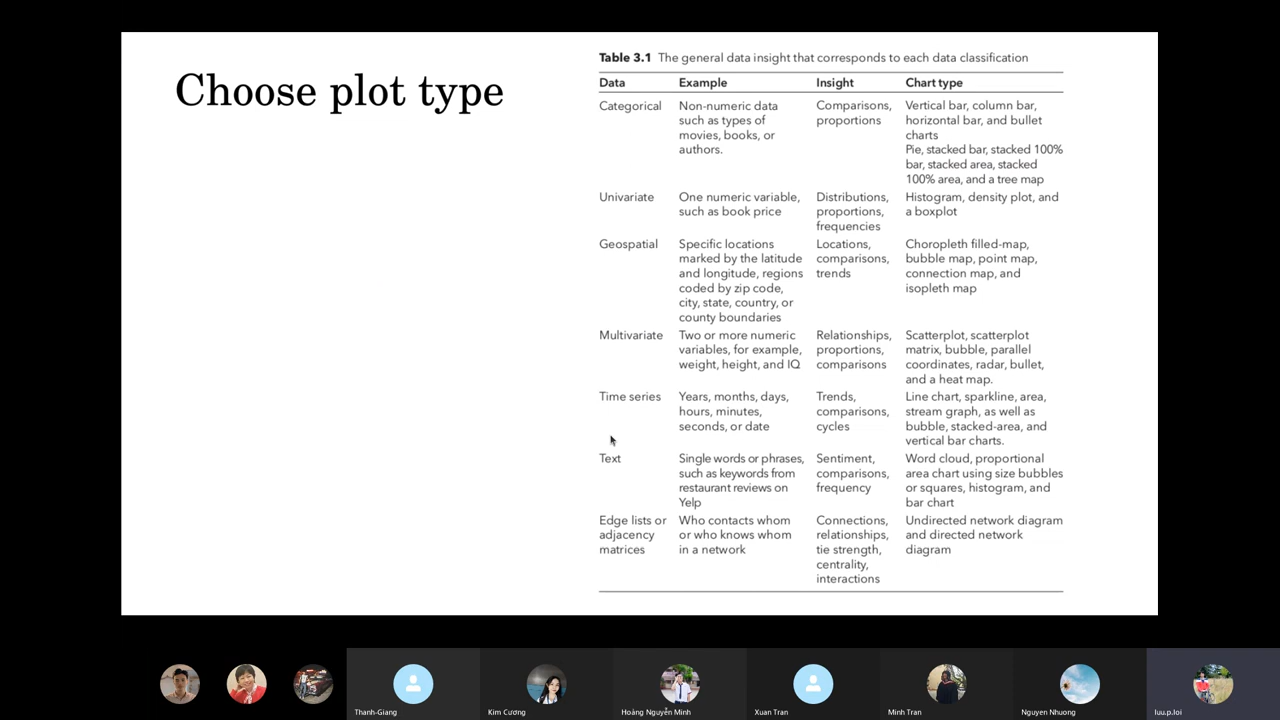 Choose plot type
Table 3.1 The general data insight that corresponds to each data classification
Data Example Insight Chart type
Categorical Non-numeric data Comparisons, Vertical bar, column bar,
such as types of proportions horizontal bar, and bullet
movies, books, or charts
authors. Pie, stacked bar, stacked 100%
bar, stacked area, stacked
100% area, and a tree map
Univariate One numeric variable, Distributions, Histogram, density plot, and
such as book price proportions, a boxplot
frequencies
Geospatial Specific locations Locations, Choropleth filled-map,
marked by the latitude comparisons, bubble map, point map,
and longitude, regions trends connection map, and
coded by zip code, isopleth map
city, state, country, or
county boundaries
Multivariate Two or more numeric Relationships, Scatterplot, scatterplot
variables, for example, proportions, matrix, bubble, parallel
weight, height, and IQ comparisons coordinates, radar, bullet,
and a heat map.
Time series Years, months, days, Trends, Line chart, sparkline, area,
hours, minutes, comparisons, stream graph, as well as
seconds, or date cycles bubble, stacked-area, and
vertical bar charts.
Text Single words or phrases, Sentiment, Word cloud, proportional
such as keywords from comparisons, area chart using size bubbles
restaurant reviews on frequency or squares, histogram, and
Yelp bar chart
Edge lists or Who contacts whom Connections, Undirected network diagram
adjacency or who knows whom relationships, and directed network
matrices in a network tie strength, diagram
centrality,
interactions
Thanh-Giang Kim Cương Hoảng Nguyễn Minh Xuan Tran Minh Tran Nguyen Nhuong luu.p.loi